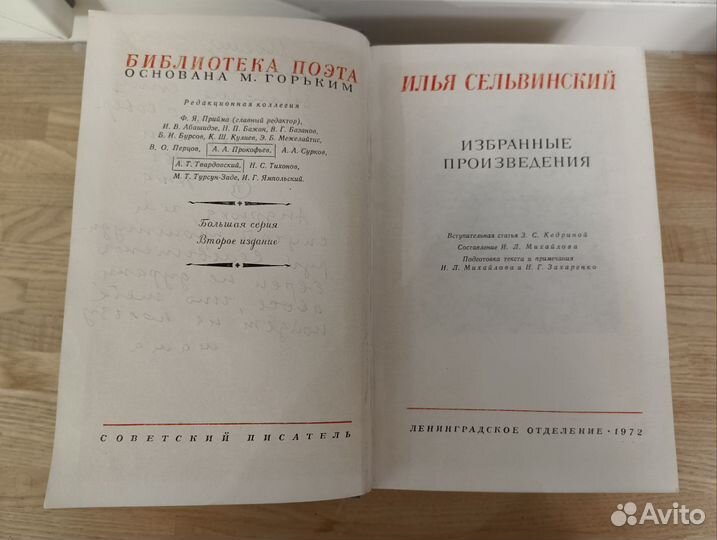 БИБЛИОТЕКА ПОЭТА
ОСНОВАНА М. ГОРЬКИМ
Редакционная коллегия
Ф. Я. Прийма (главный редактор),
И. В. Абашидзе, Н. П. Бажан, В. Г. Базанов,
Б. И. Бурсов, К. Ш. Кулиев, Э. Б. Межелайтис,
В. О. Перцов, А. А. Прокофьев, А. А. Сурков,
А. Т. Твардовский, Н. С. Тихонов,
М. Т. Турсун-Заде, И. Г. Ямпольский.
Большая серия
Второе издание
СОВЕТСКИЙ ПИСАТЕЛЬ
ИЛЬЯ СЕЛЬВИНСКИЙ
ИЗБРАННЫЕ
ПРОИЗВЕДЕНИЯ
Вступительная статья З. С. Кедриной
Составление И. Л. Михайлова
Подготовка текста и примечания
И. Л. Михайлова и Н. Г. Захаренко
ЛЕНИНГРАДСКОЕ ОТДЕЛЕНИЕ · 1972
Avito